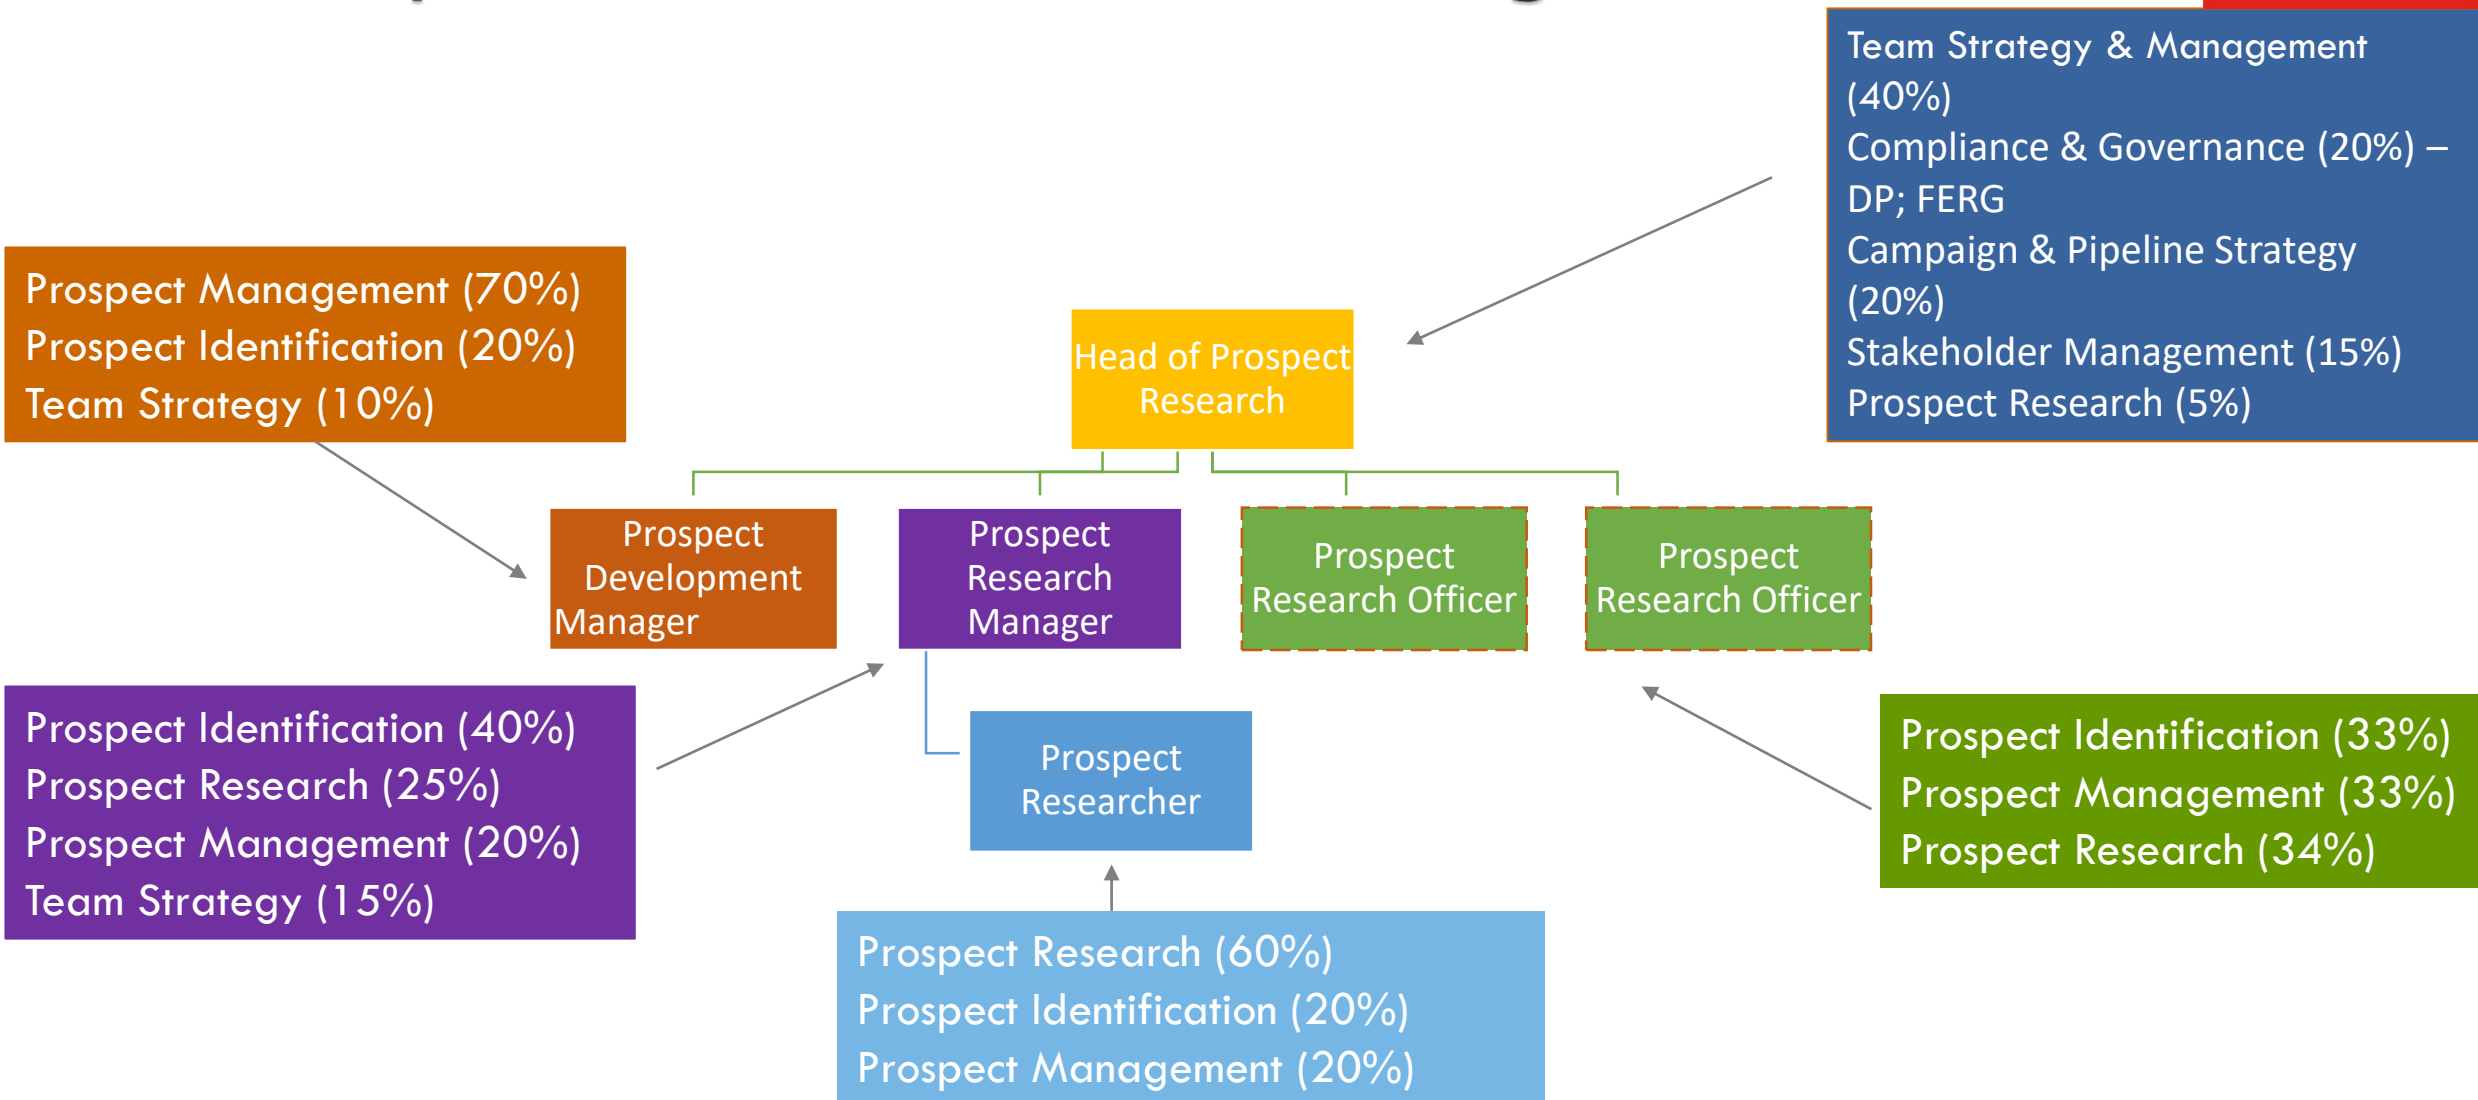 Team Strategy & Management
(40%)
Compliance & Governance (20%) –
DP; FERG
Campaign & Pipeline Strategy
(20%)
Stakeholder Management (15%)
Prospect Research (5%)
Prospect Management (70%)
Prospect Identification (20%)
Team Strategy (10%)
Head of Prospect
Research
Prospect
Development
Manager
Prospect
Research
Manager
Prospect
Research Officer
Prospect
Research Officer
Prospect Identification (40%)
Prospect Research (25%)
Prospect Management (20%)
Team Strategy (15%)
Prospect
Researcher
Prospect Identification (33%)
Prospect Management (33%)
Prospect Research (34%)
Prospect Research (60%)
Prospect Identification (20%)
Prospect Management (20%)